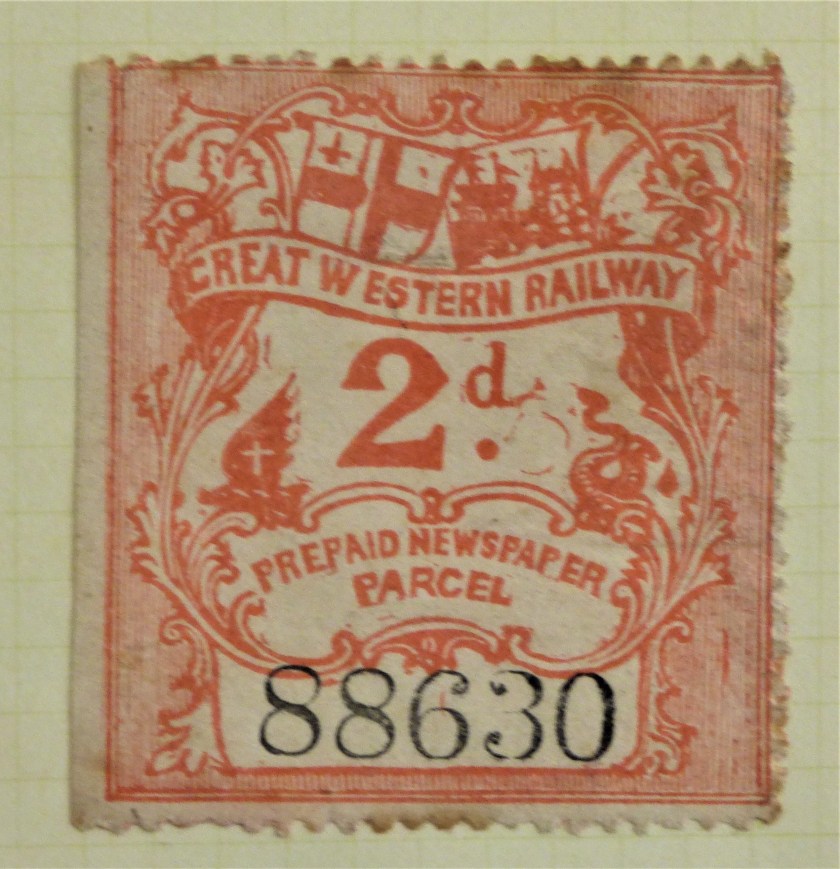 GREAT WESTERN RAILWAY
2d.
PREPAID NEWSPAPER
PARCEL
88630